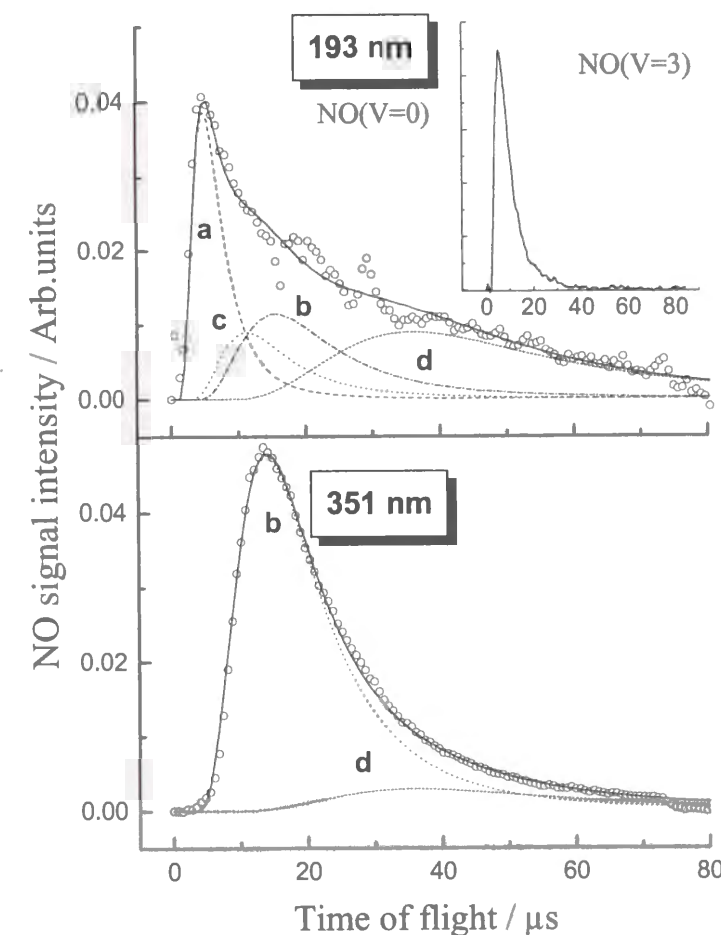 193 nm
NO(V=3)
NO(V=0)
0.04
0.02
0.00
a
b
c
d
0 20 40 60 80
NO signal intensity / Arb.units
351 nm
0.04
0.02
0.00
b
d
0 20 40 60 80
Time of flight / μs